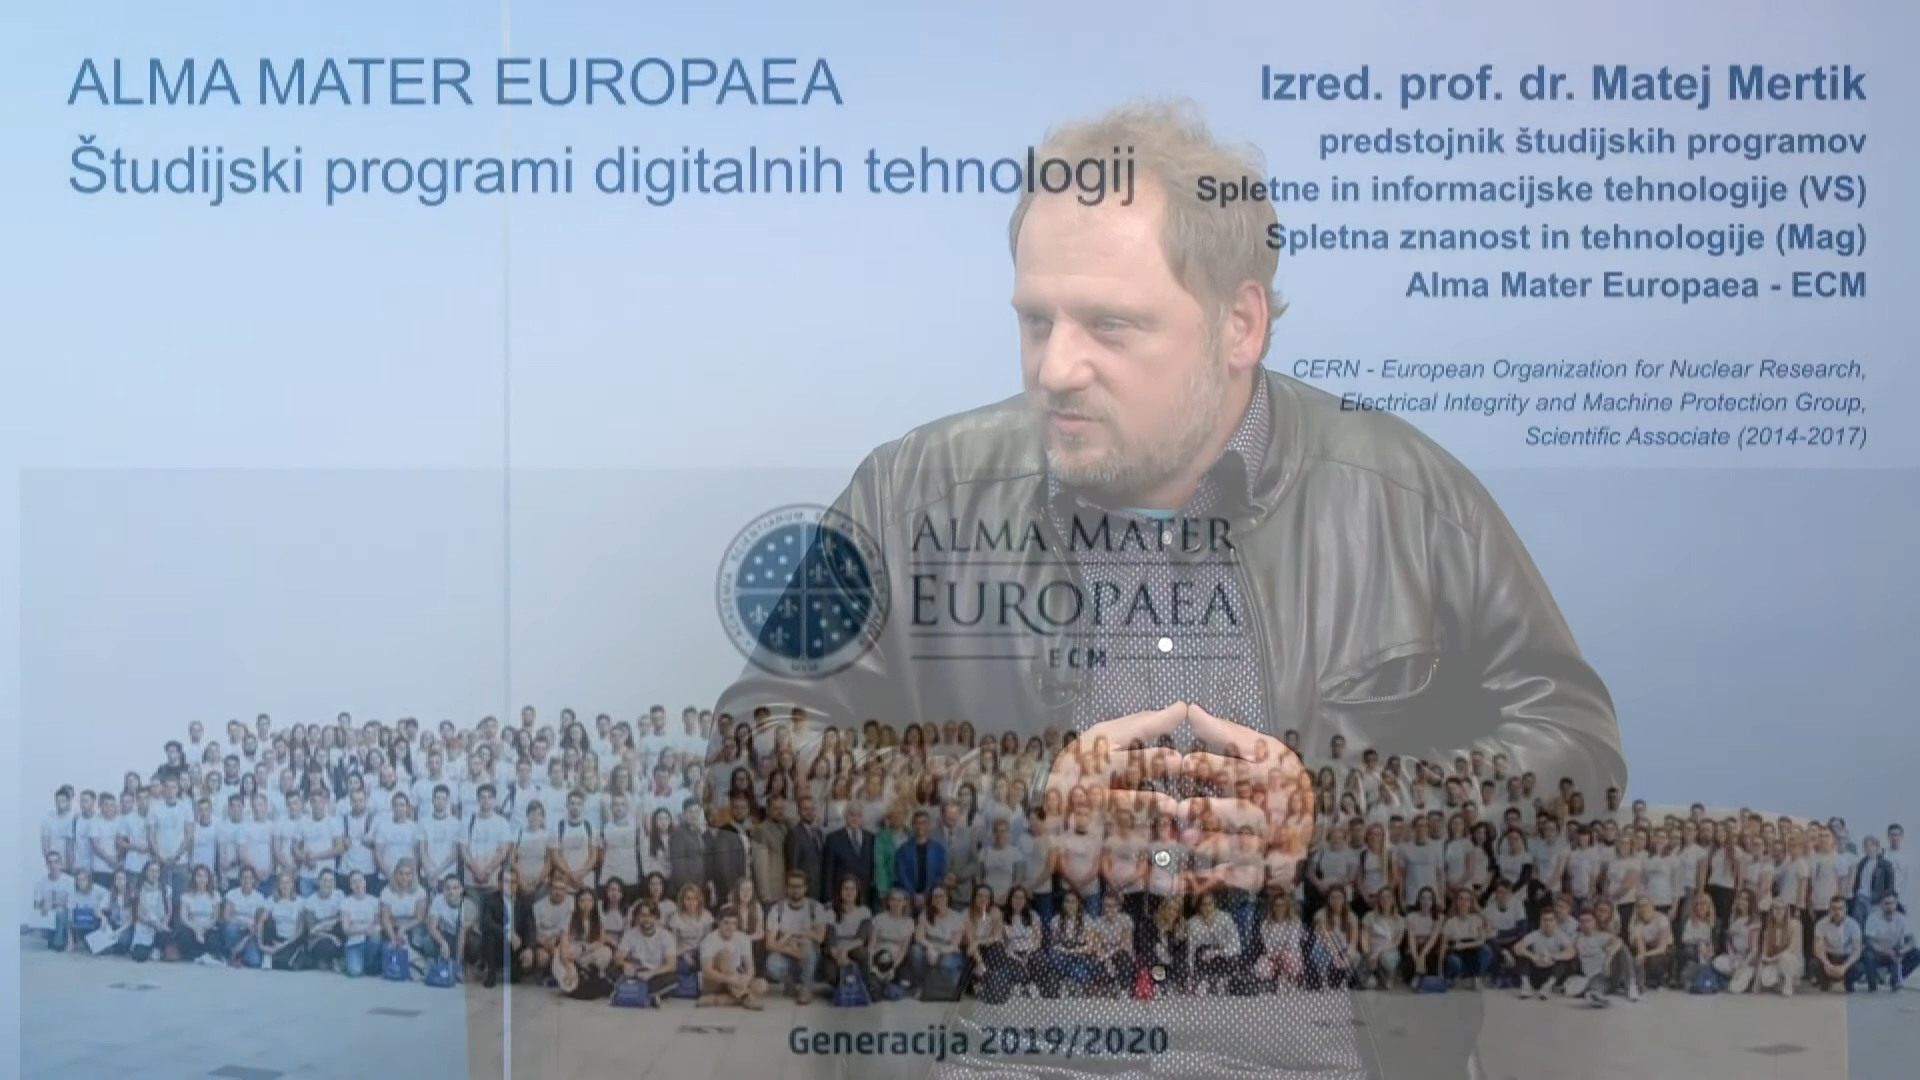 ALMA MATER EUROPAEA
Študijski programi digitalnih tehnologij
Izred. prof. dr. Matej Mertik
predstojnik študijskih programov
Spletne in informacijske tehnologije (VS)
Spletna znanost in tehnologije (Mag)
Alma Mater Europaea - ECM
CERN - European Organization for Nuclear Research,
Electrical Integrity and Machine Protection Group,
Scientific Associate (2014-2017)
ALMA MATER
EUROPAEA
ECM
Generacija 2019/2020